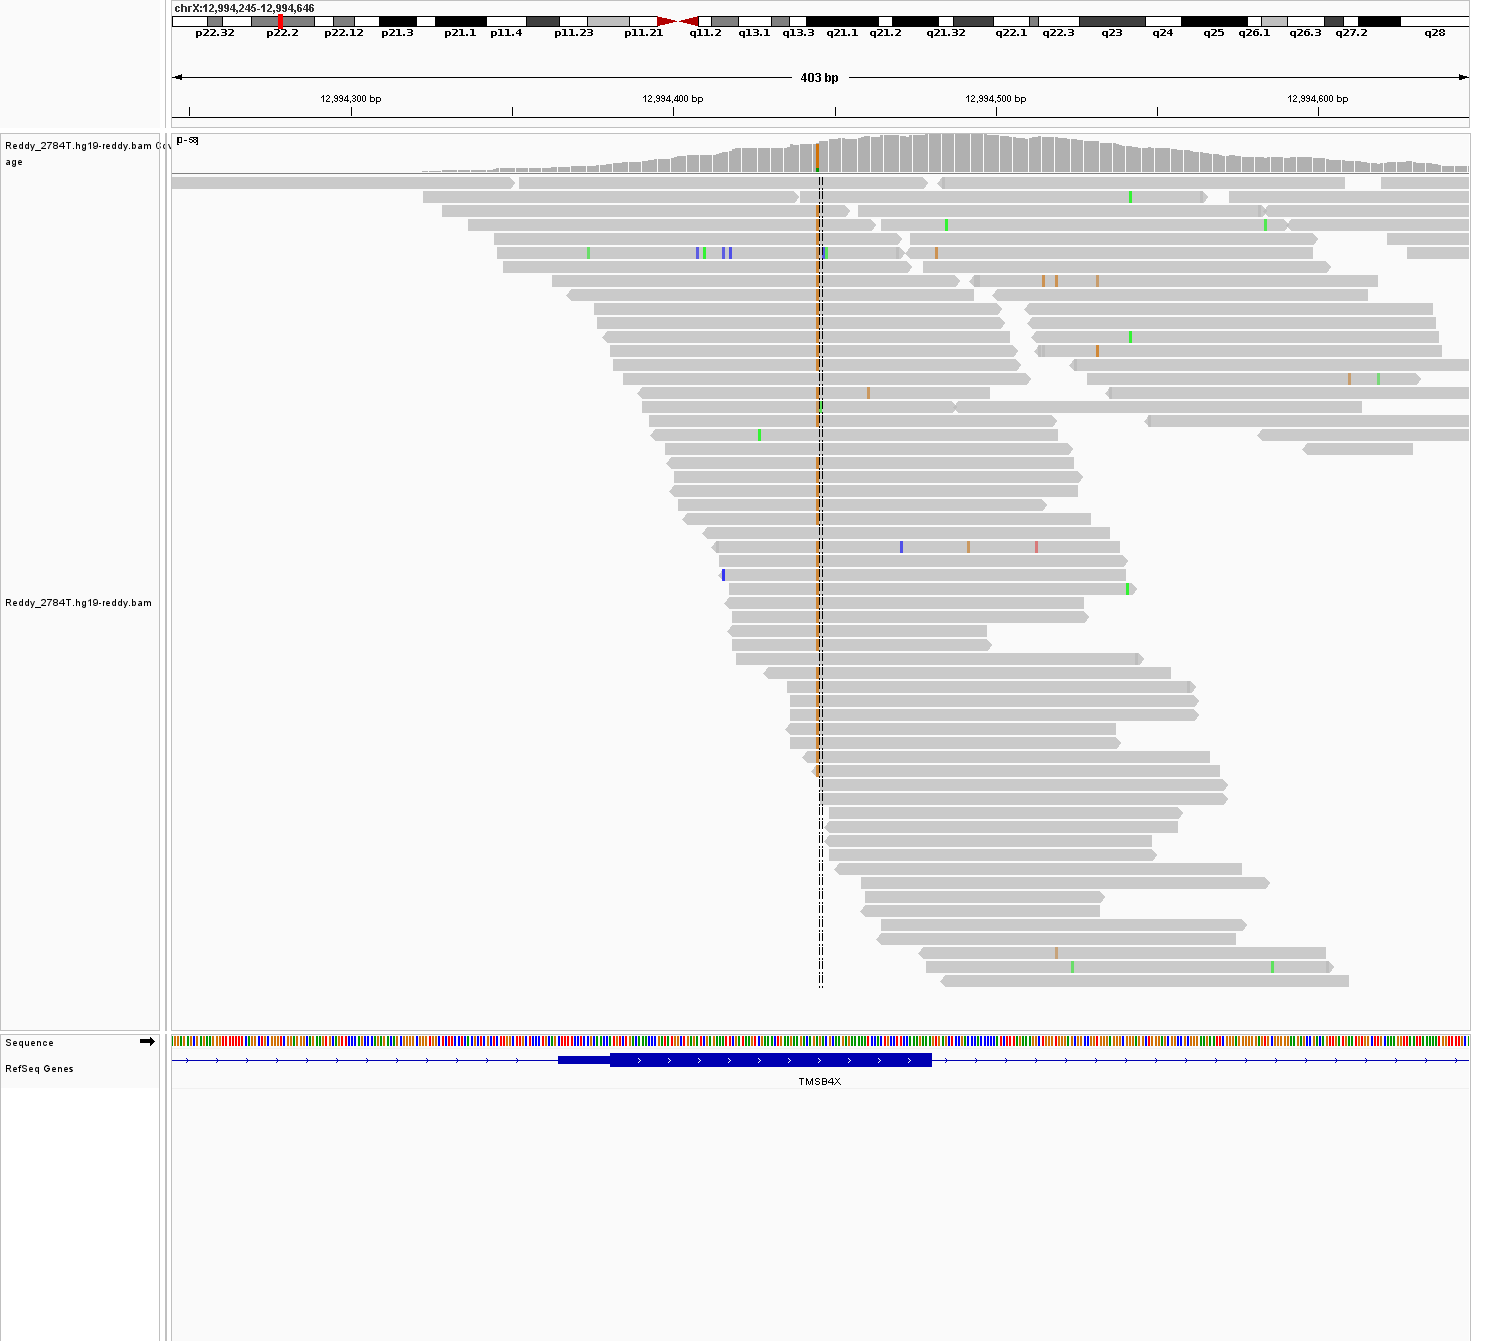 chrX:12,994,245-12,994,646
p22.32 p22.2 p22.12 p21.3 p21.1 p11.4 p11.23 p11.21 q11.2 q13.1 q13.3 q21.1 q21.2 q21.32 q22.1 q22.3 q23 q24 q25 q26.1 q26.3 q27.2 q28
403 bp
12,994,300 bp 12,994,400 bp 12,994,500 bp 12,994,600 bp
Reddy_2784T.hg19-reddy.bam
age
Reddy_2784T.hg19-reddy.bam
Sequence
RefSeq Genes
TMSB4X